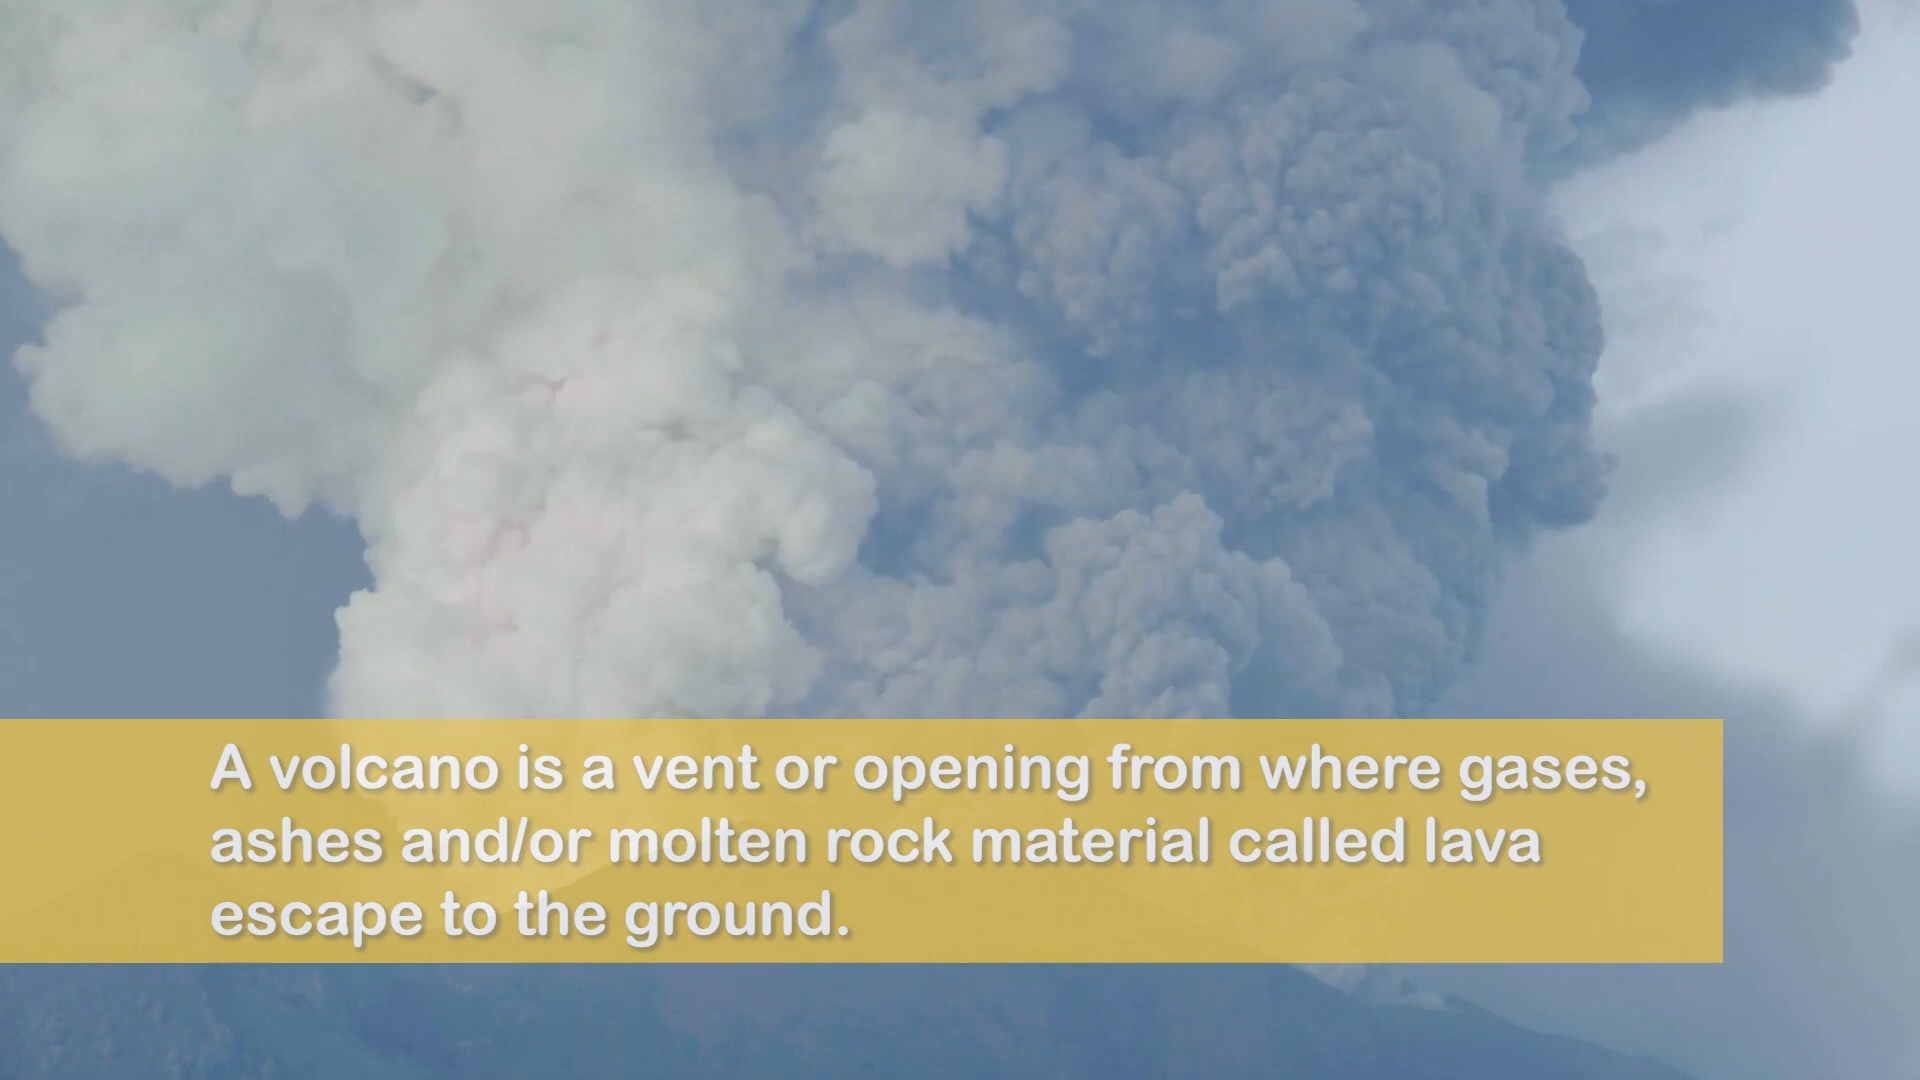 A volcano is a vent or opening from where gases,
ashes and/or molten rock material called lava
escape to the ground.